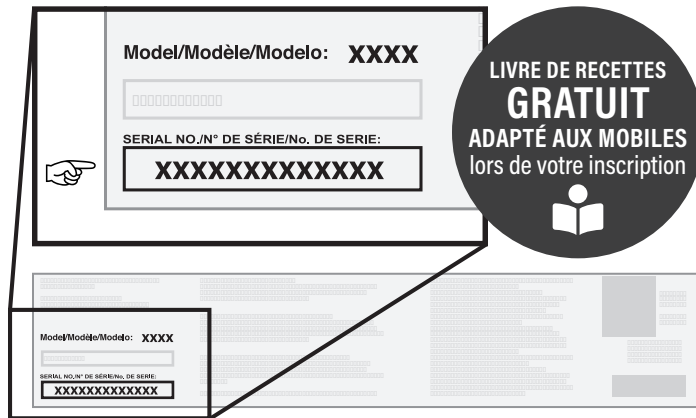 Model/Modèle/Modelo: XXXX
SERIAL NO./N° DE SÉRIE/No. DE SERIE:
XXXXXXXXXXXXX
LIVRE DE RECETTES
GRATUIT
ADAPTÉ AUX MOBILES
lors de votre inscription
Model/Modèle/Modelo: XXXX
SERIAL NO./N° DE SÉRIE/No. DE SERIE:
XXXXXXXXXXXXX